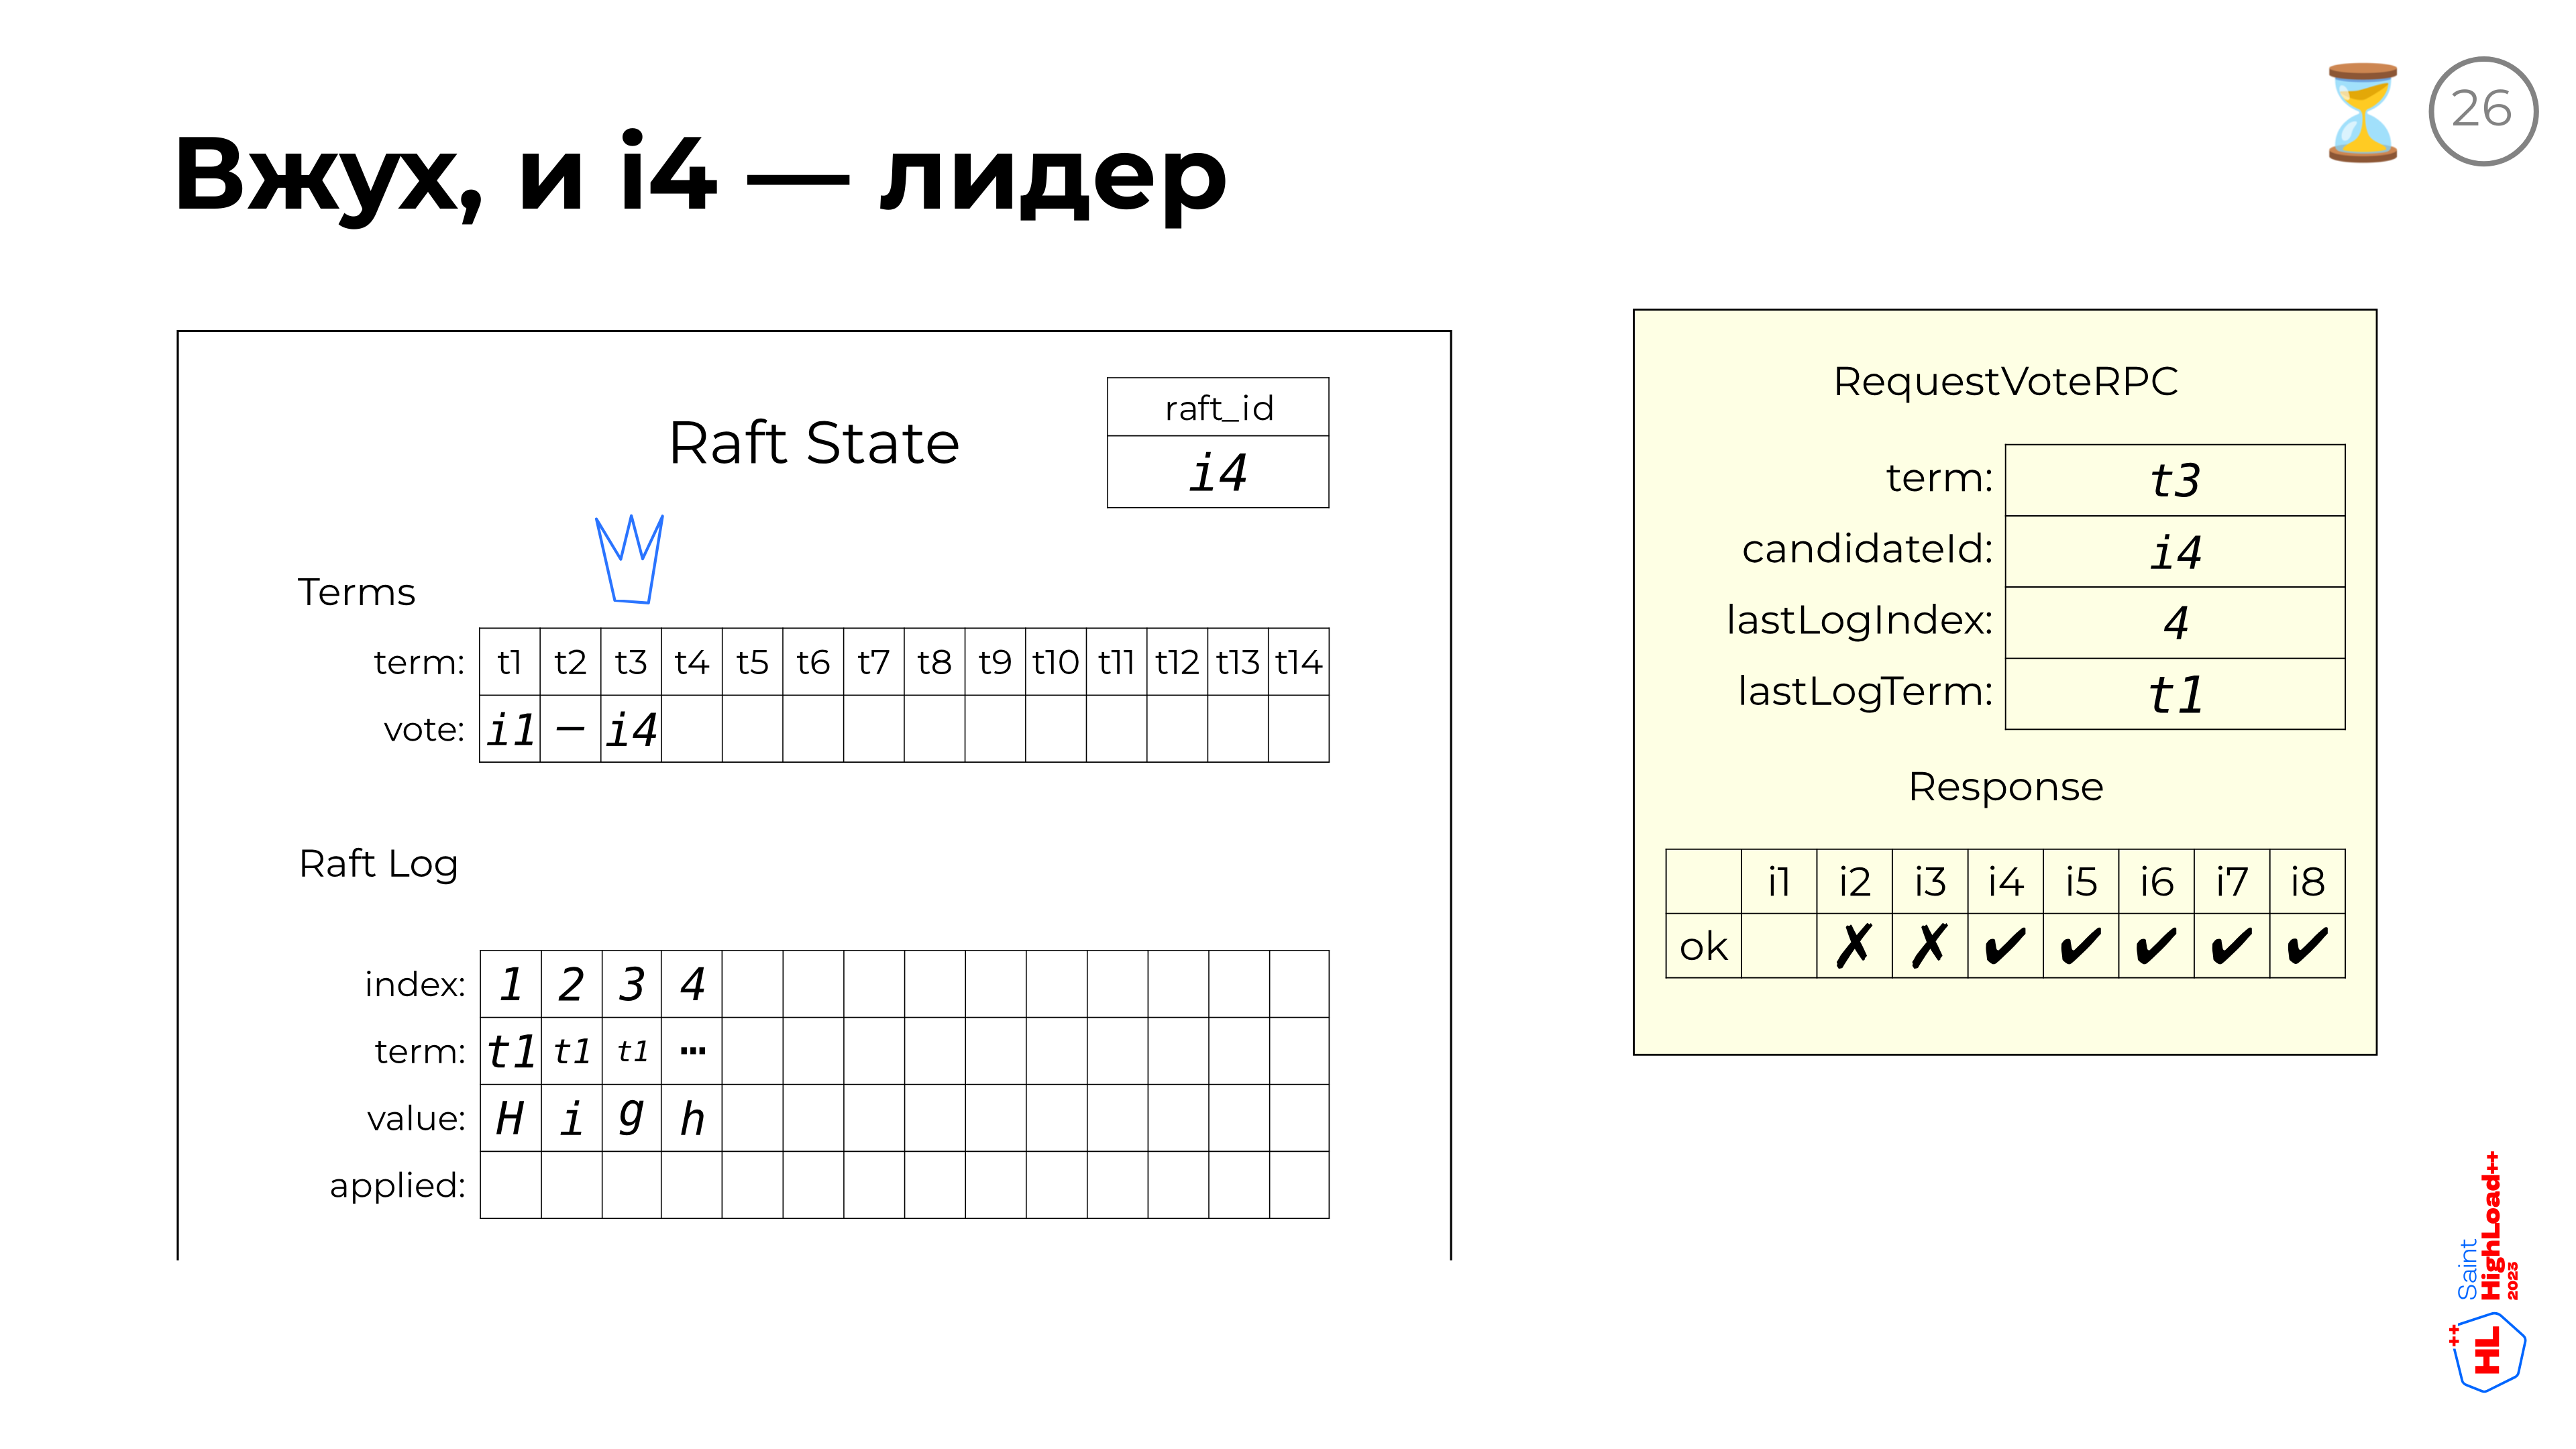 26
Вжух, и i4 — лидер
Raft State
raft_id
i4
Terms
term: t1 t2 t3 t4 t5 t6 t7 t8 t9 t10 t11 t12 t13 t14
vote: i1 – i4
Raft Log
index: 1 2 3 4
term: t1 t1 t1 …
value: H i g h
applied:
RequestVoteRPC
term: t3
candidateId: i4
lastLogIndex: 4
lastLogTerm: t1
Response
i1 i2 i3 i4 i5 i6 i7 i8
ok ✗ ✗ ✔ ✔ ✔ ✔ ✔
Saint
HighLoad++
2023
HL++